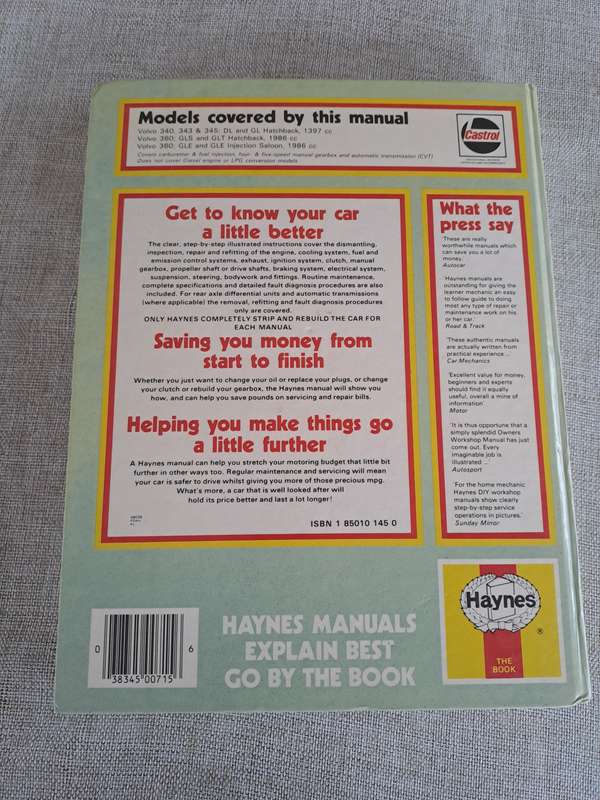 Models covered by this manual
Volvo 340, 343 & 345; DL and GL Hatchback, 1397 cc
Volvo 360; GLS and GLT Hatchback, 1986 cc
Volvo 360; GLE and GLE Injection Saloon, 1986 cc
Covers carburettor & fuel injection, four- & five-speed manual gearbox and automatic transmission (CVT)
Does not cover Diesel engine or LPG conversion models
Castrol
Get to know your car
a little better
The clear, step-by-step illustrated instructions cover the dismantling,
inspection, repair and refitting of the engine, cooling system, fuel and
emission control systems, exhaust, ignition system, clutch, manual
gearbox, propeller shaft or drive shafts, braking system, electrical system,
suspension, steering, bodywork and fittings. Routine maintenance,
complete specifications and detailed fault diagnosis procedures are also
included. For rear axle differential units and automatic transmissions
(where applicable) the removal, refitting and fault diagnosis procedures
only are covered.
ONLY HAYNES COMPLETELY STRIP AND REBUILD THE CAR FOR
EACH MANUAL
Saving you money from
start to finish
Whether you just want to change your oil or replace your plugs, or change
your clutch or rebuild your gearbox, the Haynes manual will show you
how, and can help you save pounds on servicing and repair bills.
Helping you make things go
a little further
A Haynes manual can help you stretch your motoring budget that little bit
further in other ways too. Regular maintenance and servicing will mean
your car is safer to drive whilst giving you more of those precious mpg.
What's more, a car that is well looked after will
hold its price better and last a lot longer!
ISBN 1 85010 145 0
What the
press say
'These are really
worthwhile manuals which
can save you a lot of
money.'
Autocar
'Haynes manuals are
outstanding for giving the
learner mechanic an easy
to follow guide to doing
most any type of repair or
maintenance work on his
or her car.'
Road & Track
'These authentic manuals
are actually written from
practical experience ...'
Car Mechanics
'Excellent value for money,
beginners and experts
should find it equally
useful, overall a mine of
information'
Motor
'It is thus opportune that a
simply splendid Owners
Workshop Manual has just
come out. Every
imaginable job is
illustrated ...'
Autosport
'For the home mechanic
Haynes DIY workshop
manuals show clearly
step-by-step service
operations in pictures.'
Sunday Mirror
0 38345 00715 6
HAYNES MANUALS
EXPLAIN BEST
GO BY THE BOOK
Haynes
®
THE
BOOK